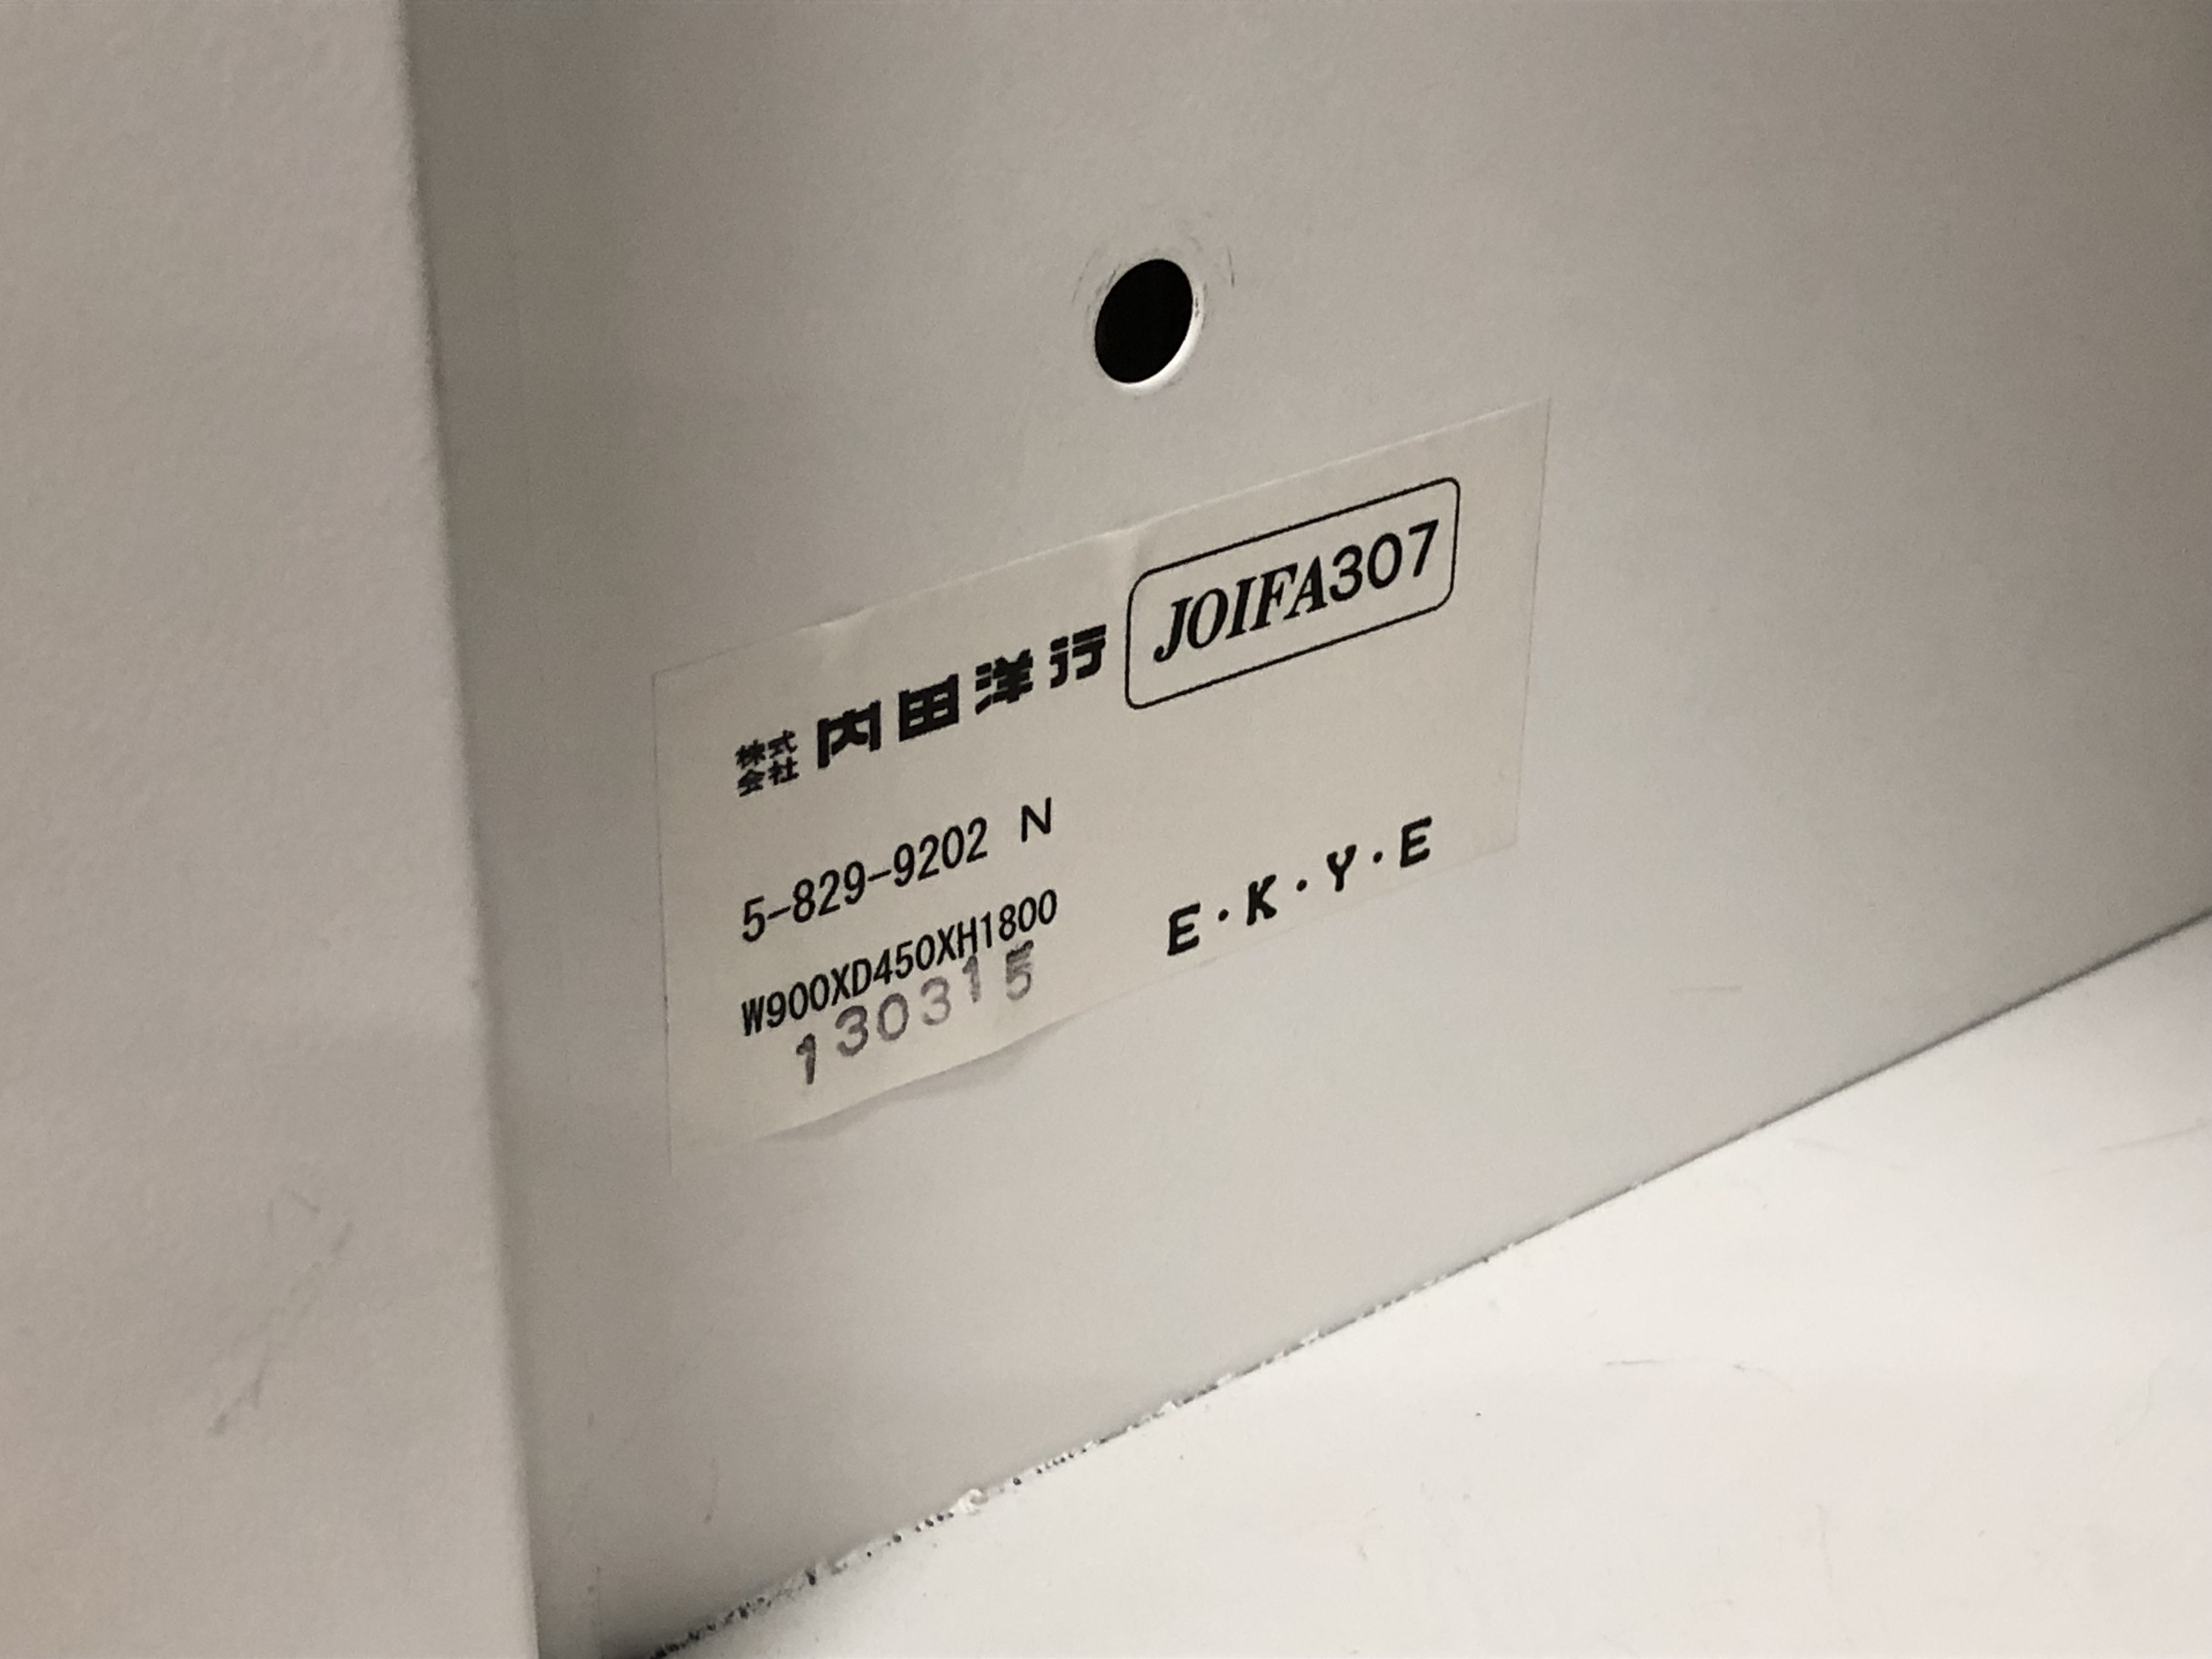 株式会社 内田洋行 JOIFA307
5-829-9202 N
W900XD450XH1800
130315
E・K・Y・E